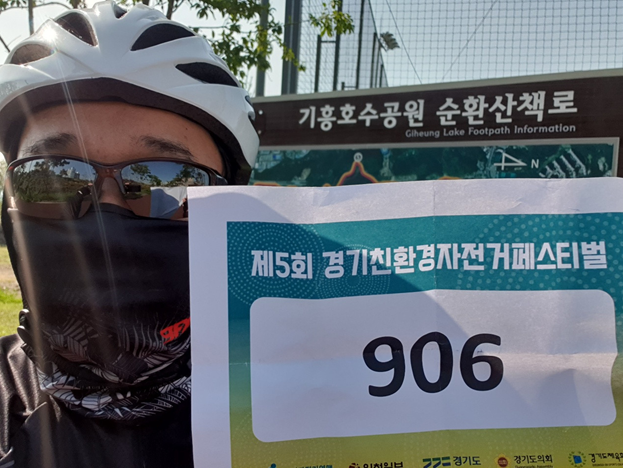 기흥호수공원 순환산책로
Giheung Lake Footpath Information
N
제5회 경기친환경자전거페스티벌
906
경기도
경기도의회